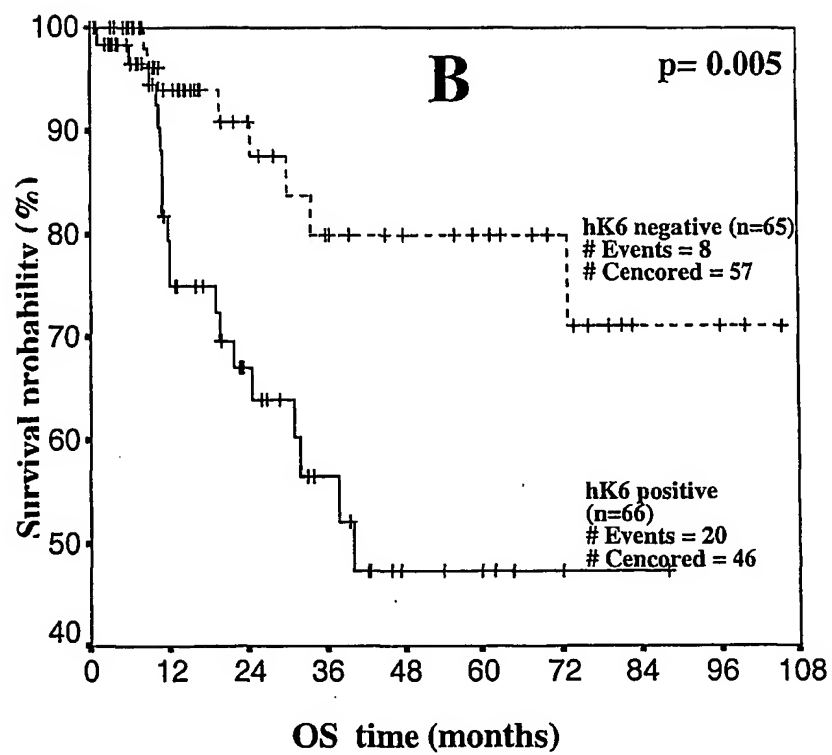 B
p= 0.005
100
90
80
70
60
50
40
Survival probability (%)
hK6 negative (n=65)
# Events = 8
# Cencored = 57
hK6 positive
(n=66)
# Events = 20
# Cencored = 46
0 12 24 36 48 60 72 84 96 108
OS time (months)